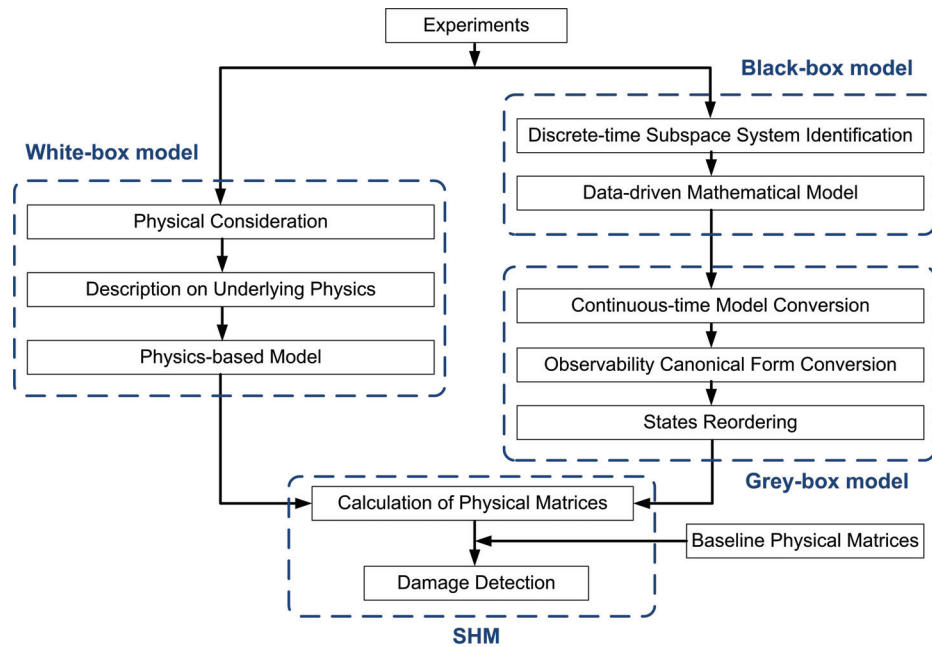 Experiments
Black-box model
Discrete-time Subspace System Identification
White-box model
Data-driven Mathematical Model
Physical Consideration
Description on Underlying Physics
Continuous-time Model Conversion
Physics-based Model
Observability Canonical Form Conversion
States Reordering
Grey-box model
Calculation of Physical Matrices
Baseline Physical Matrices
Damage Detection
SHM